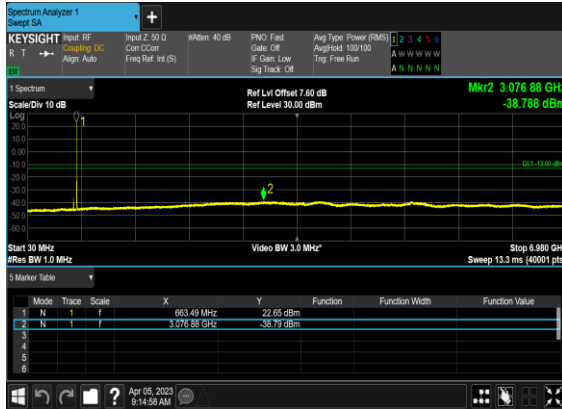 Spectrum Analyzer 1
Swept SA
+
KEYSIGHT Input: RF Input Z: 50 Ω #Atten: 40 dB PNO: Fast Avg Type: Power (RMS) 1 2 3 4 5 6
R T Coupling: DC Corr CCorr Gate: Off Avg|Hold: 100/100 A W W W W W
Align: Auto Freq Ref: Int (S) IF Gain: Low Trig: Free Run
Sig Track: Off A N N N N N
LU
1 Spectrum
Ref Lvl Offset 7.60 dB Mkr2 3.076 88 GHz
Scale/Div 10 dB Ref Level 30.00 dBm -38.788 dBm
Log
20.0
10.0
0.00
-10.0
-20.0
-30.0
-40.0
-50.0
-60.0
1
2
DL1 -13.00 dBm
Start 30 MHz Video BW 3.0 MHz* Stop 6.980 GHz
#Res BW 1.0 MHz Sweep 13.3 ms (40001 pts)
5 Marker Table
Mode Trace Scale X Y Function Function Width Function Value
1 N 1 f 663.49 MHz 22.65 dBm
2 N 1 f 3.076 88 GHz -38.79 dBm
3
4
5
6
? Apr 05, 2023
9:14:58 AM